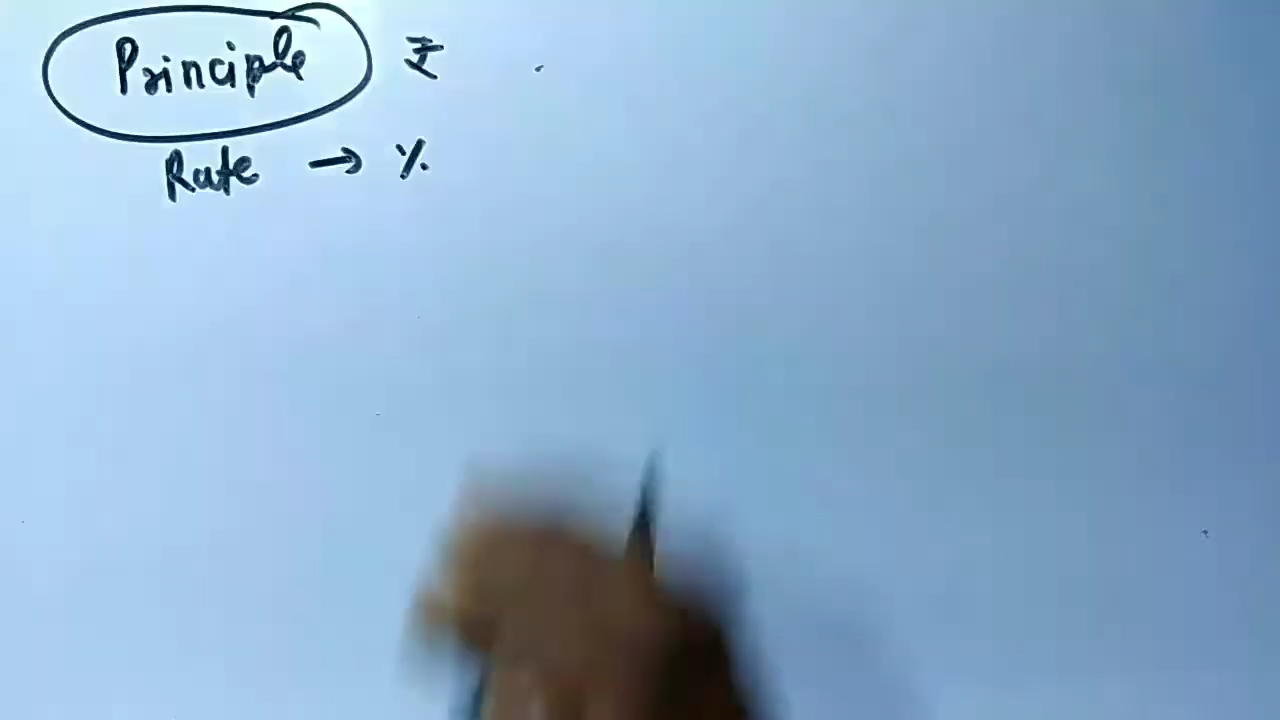 Principle ₹
Rate → %